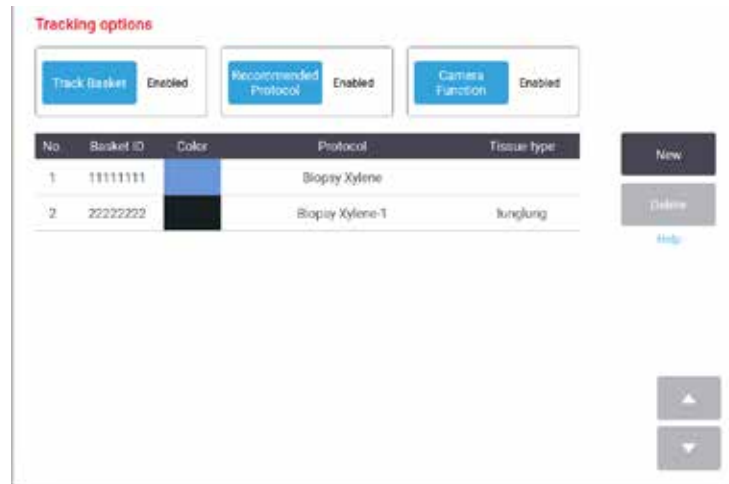 Tracking options
Track Basket Enabled
Recommended Protocol Enabled
Camera Function Enabled
No. Basket ID Color Protocol Tissue type
1 11111111 Biopsy Xylene
2 22222222 Biopsy Xylene-1 lunglung
New
Delete
Help